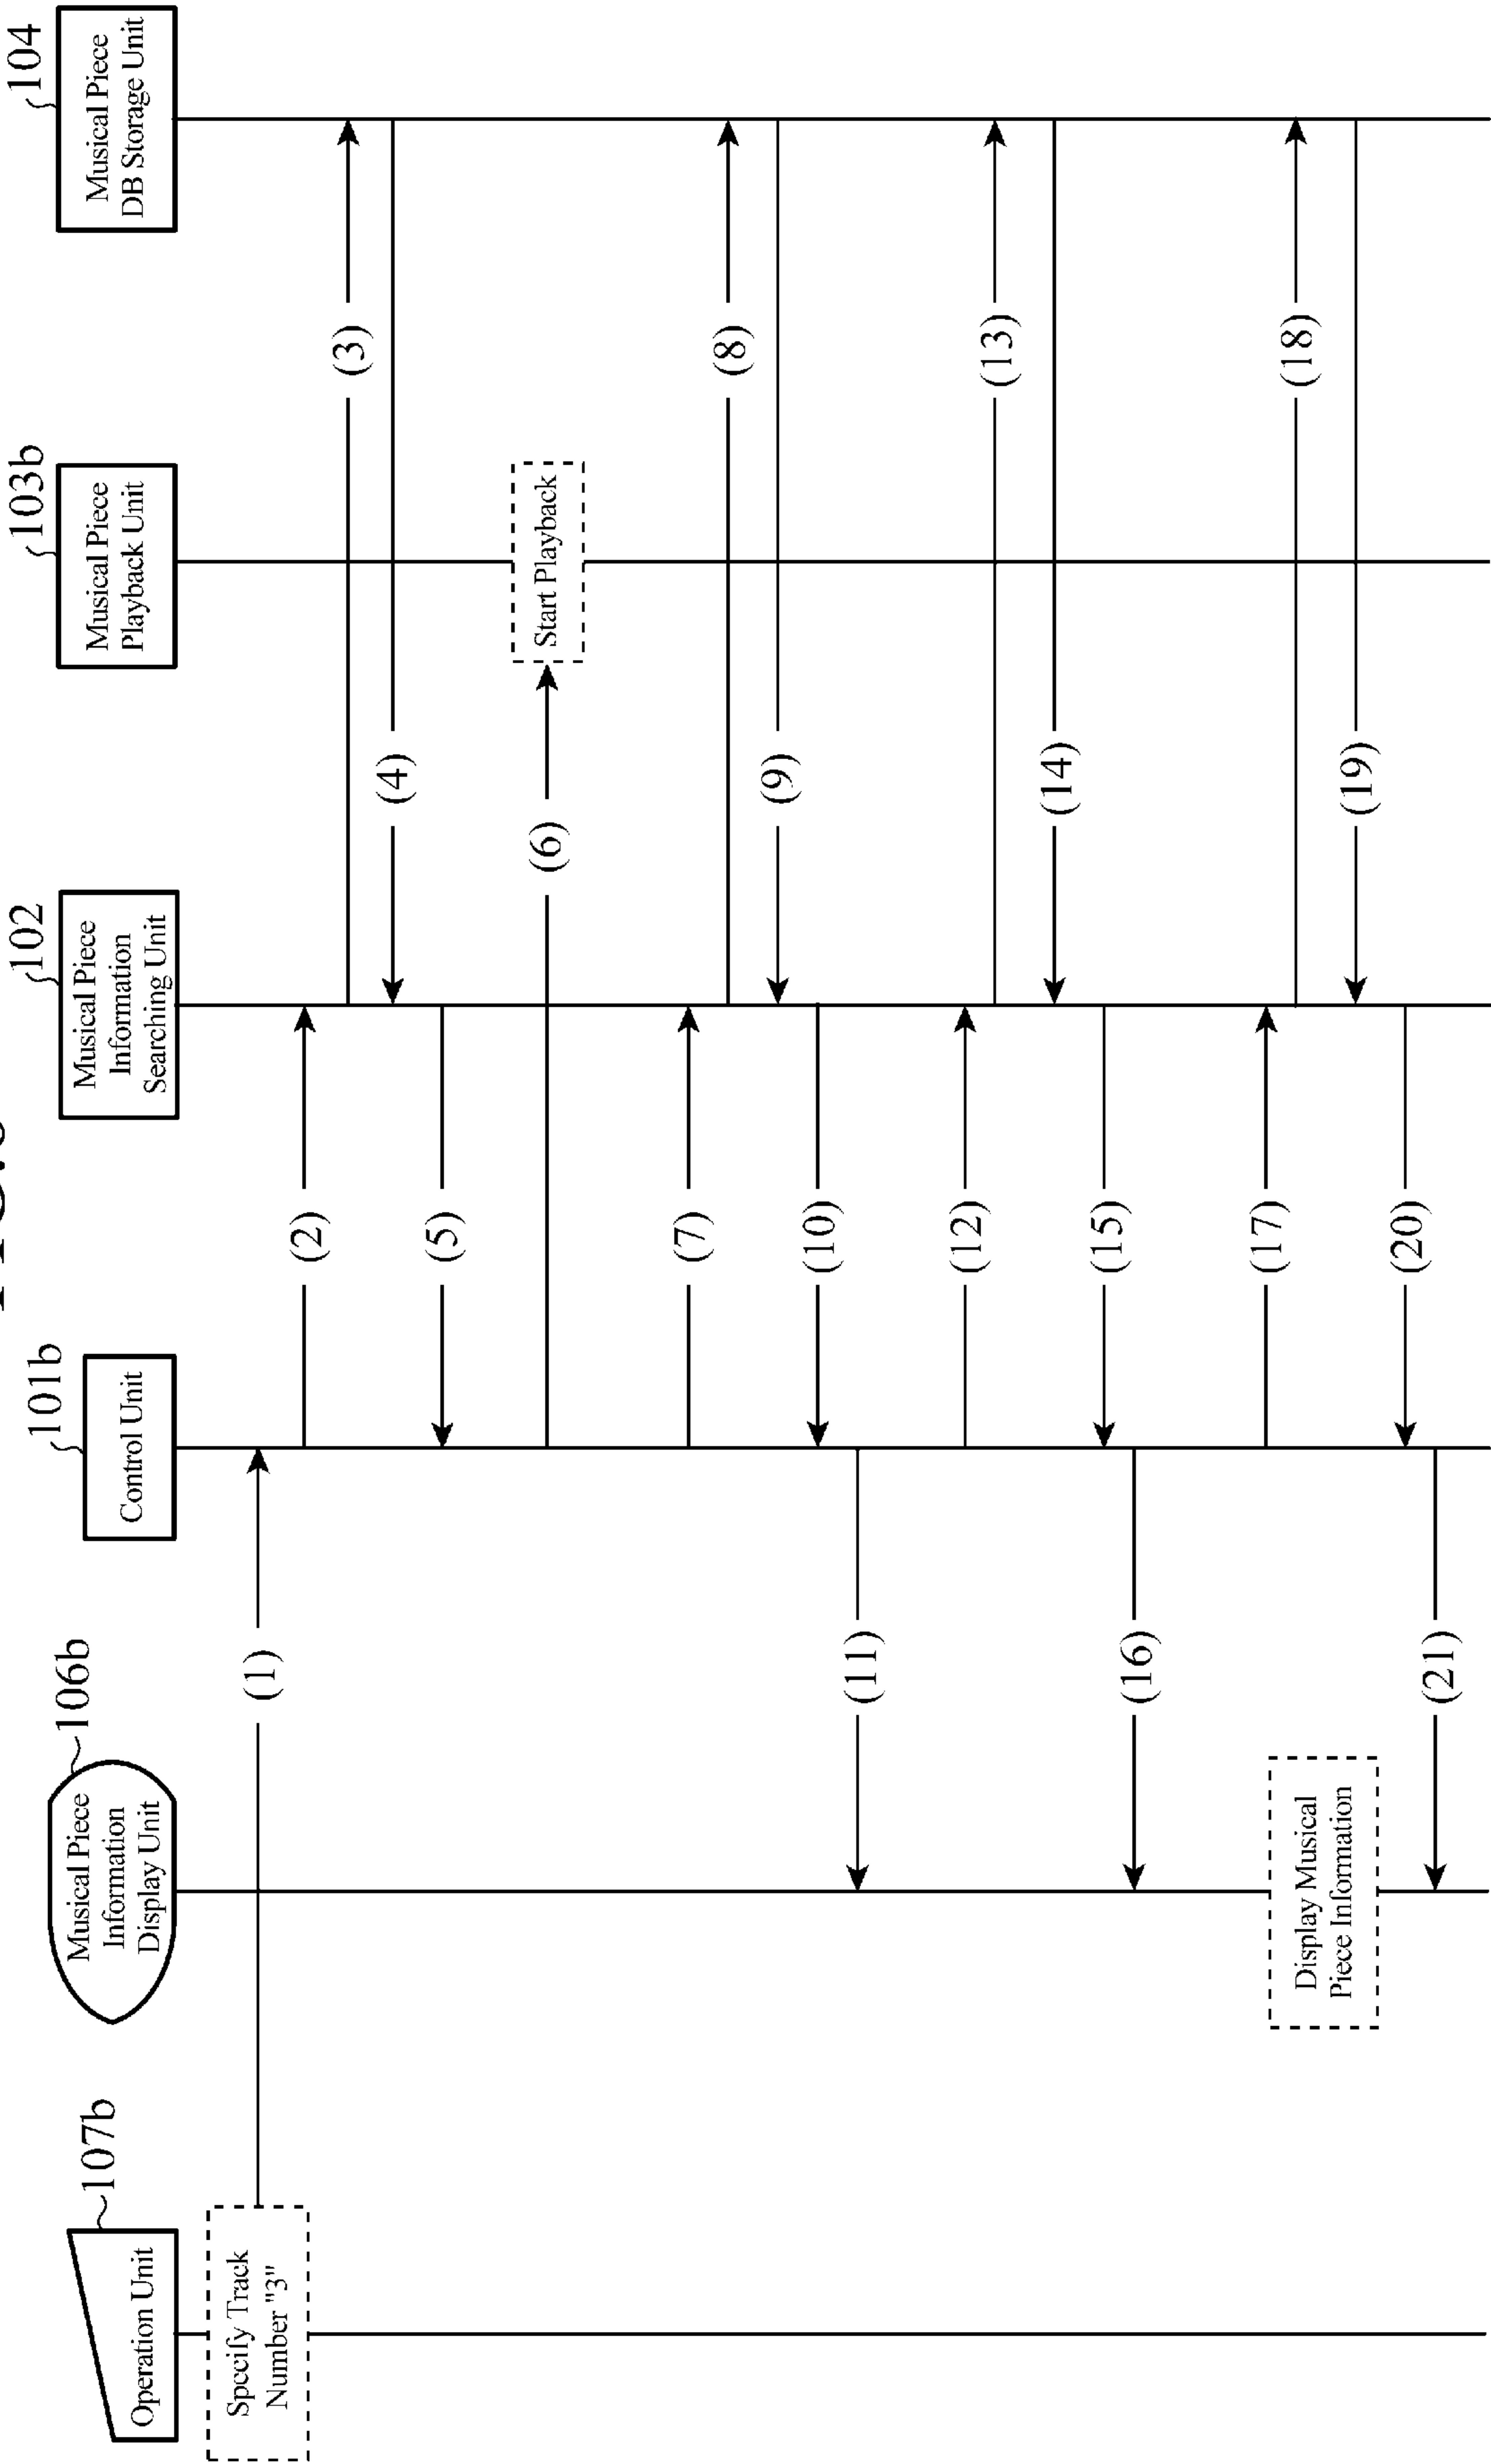 107b
106b
101b
102
103b
104
Operation Unit
Musical Piece
Information
Display Unit
Control Unit
Musical Piece
Information
Searching Unit
Musical Piece
Playback Unit
Musical Piece
DB Storage Unit
Specify Track
Number "3"
(1)
(2)
(3)
(4)
(5)
(6)
Start Playback
(7)
(8)
(9)
(10)
(11)
(12)
(13)
(14)
(15)
(16)
(17)
(18)
Display Musical
Piece Information
(19)
(20)
(21)